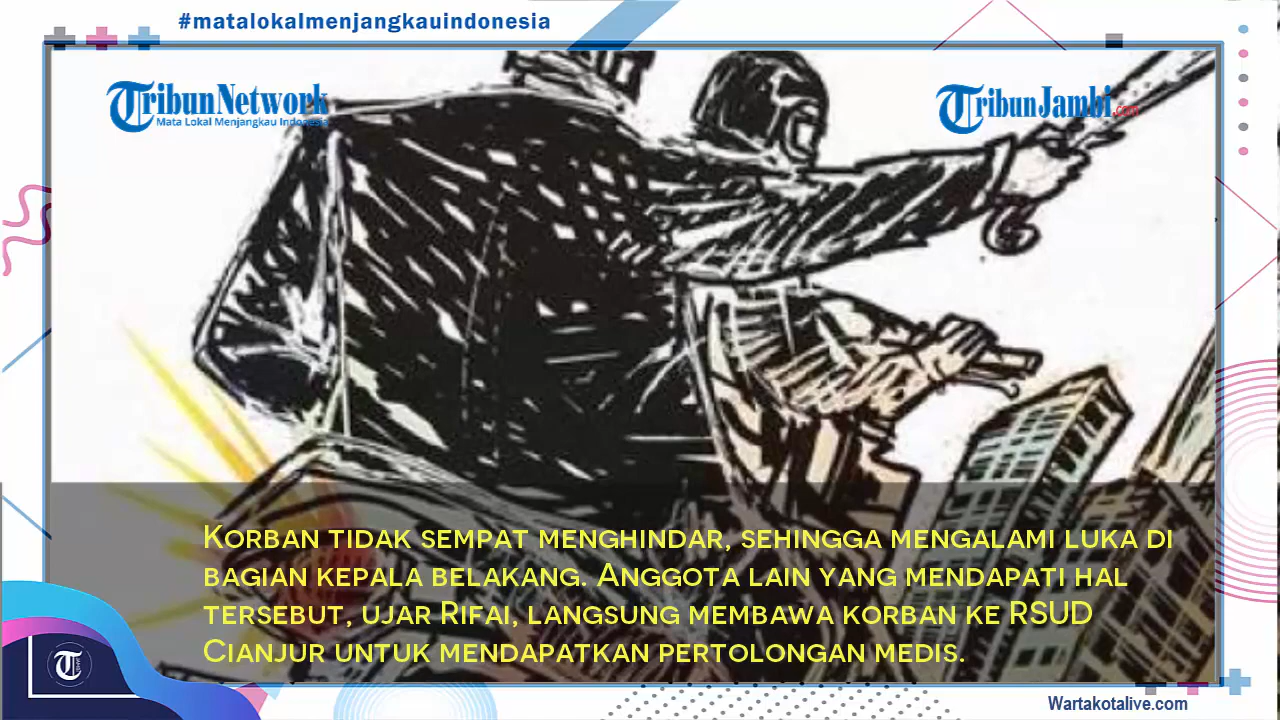 #matalokalmenjangkauindonesia
TribunNetwork
Mata Lokal Menjangkau Indonesia
TribunJambi.com
KORBAN TIDAK SEMPAT MENGHINDAR, SEHINGGA MENGALAMI LUKA DI
BAGIAN KEPALA BELAKANG. ANGGOTA LAIN YANG MENDAPATI HAL
TERSEBUT, UJAR RIFAI, LANGSUNG MEMBAWA KORBAN KE RSUD
CIANJUR UNTUK MENDAPATKAN PERTOLONGAN MEDIS.
Wartakotalive.com